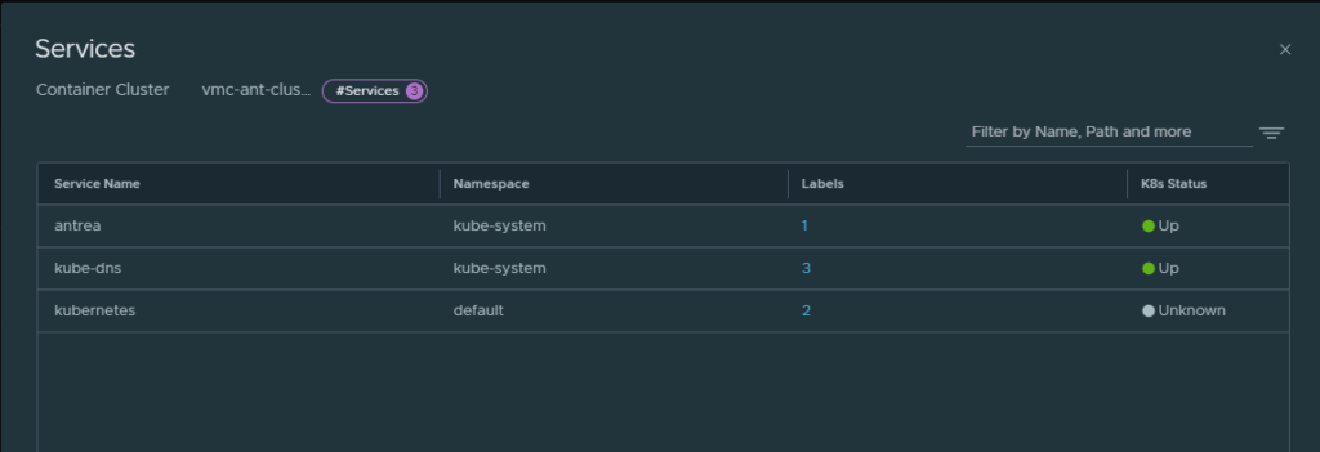 Services
Container Cluster vmc-ant-clus... #Services 3
Filter by Name, Path and more
Service Name Namespace Labels K8s Status
antrea kube-system 1 Up
kube-dns kube-system 3 Up
kubernetes default 2 Unknown